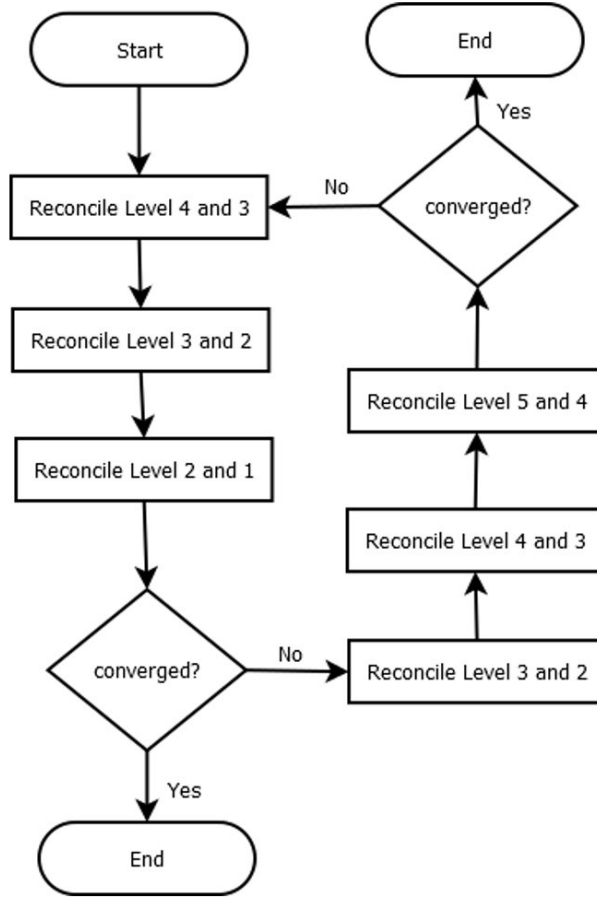 Start
Reconcile Level 4 and 3
Reconcile Level 3 and 2
Reconcile Level 2 and 1
converged?
Yes
End
No
Reconcile Level 3 and 2
Reconcile Level 4 and 3
Reconcile Level 5 and 4
converged?
No
Yes
End